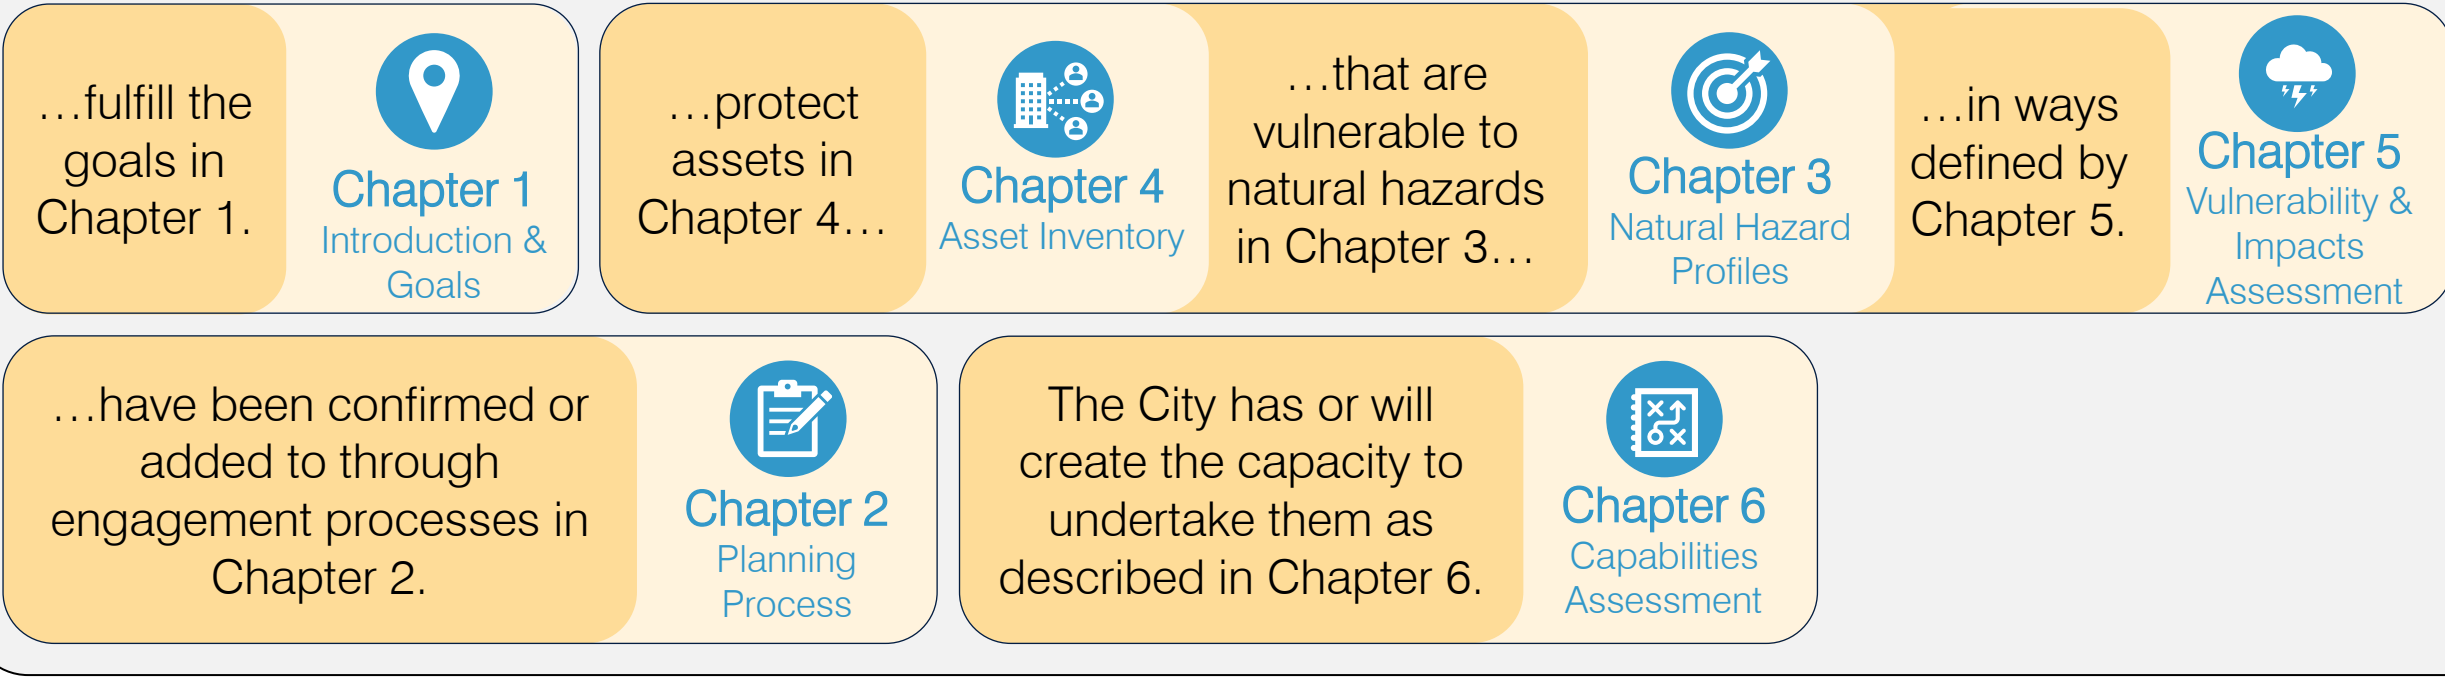 …fulfill the
goals in
Chapter 1.
Chapter 1
Introduction &
Goals
…protect
assets in
Chapter 4…
Chapter 4
Asset Inventory
…that are
vulnerable to
natural hazards
in Chapter 3…
Chapter 3
Natural Hazard
Profiles
…in ways
defined by
Chapter 5.
Chapter 5
Vulnerability &
Impacts
Assessment
…have been confirmed or
added to through
engagement processes in
Chapter 2.
Chapter 2
Planning
Process
The City has or will
create the capacity to
undertake them as
described in Chapter 6.
Chapter 6
Capabilities
Assessment